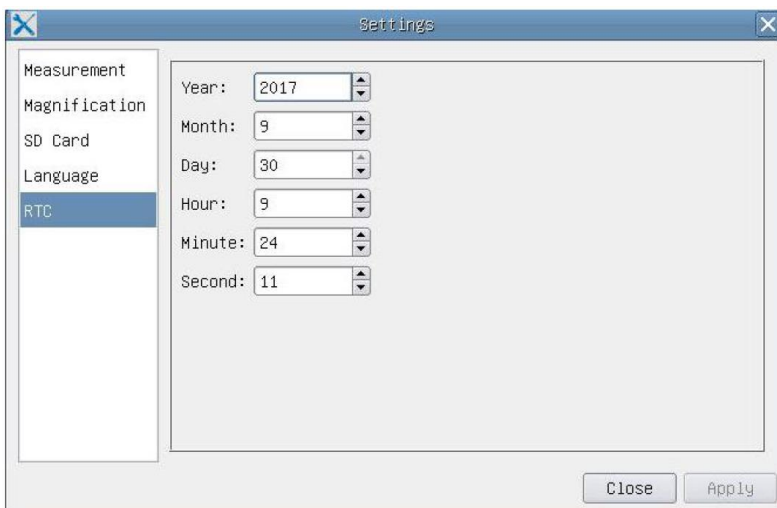 Settings
Measurement
Magnification
SD Card
Language
RTC
Year: 2017
Month: 9
Day: 30
Hour: 9
Minute: 24
Second: 11
Close Apply